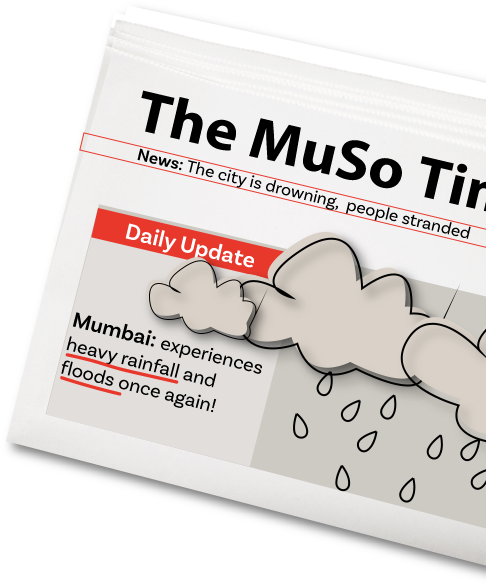 The MuSo Tim
News: The city is drowning, people stranded
Daily Update
Mumbai: experiences
heavy rainfall and
floods once again!